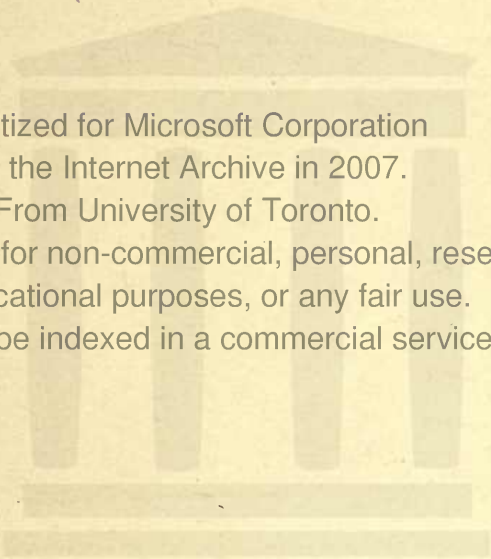 tized for Microsoft Corporation
the Internet Archive in 2007.
From University of Toronto.
for non-commercial, personal, rese
cational purposes, or any fair use.
be indexed in a commercial service